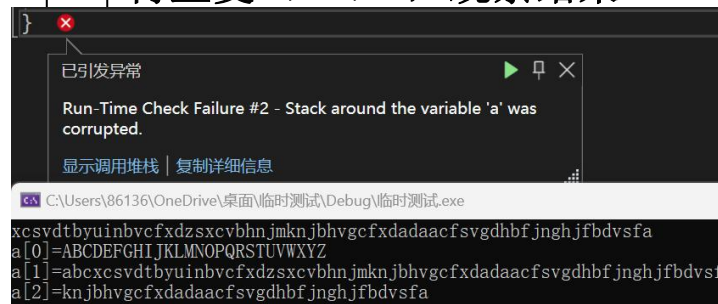 }
已引发异常
Run-Time Check Failure #2 - Stack around the variable 'a' was
corrupted.
显示调用堆栈 | 复制详细信息
C:\Users\86136\OneDrive\桌面\临时测试\Debug\临时测试.exe
xcsvdtbyuinbvcfxdzsxcvbhnjmknjbhvgcfxdadaacfsvgdhbfjnghjfbdvsfa
a[0]=ABCDEFGHIJKLMNOPQRSTUVWXYZ
a[1]=abcxcsvdtbyuinbvcfxdzsxcvbhnjmknjbhvgcfxdadaacfsvgdhbfjnghjfbdvsf
a[2]=knjbhvgcfxdadaacfsvgdhbfjnghjfbdvsfa